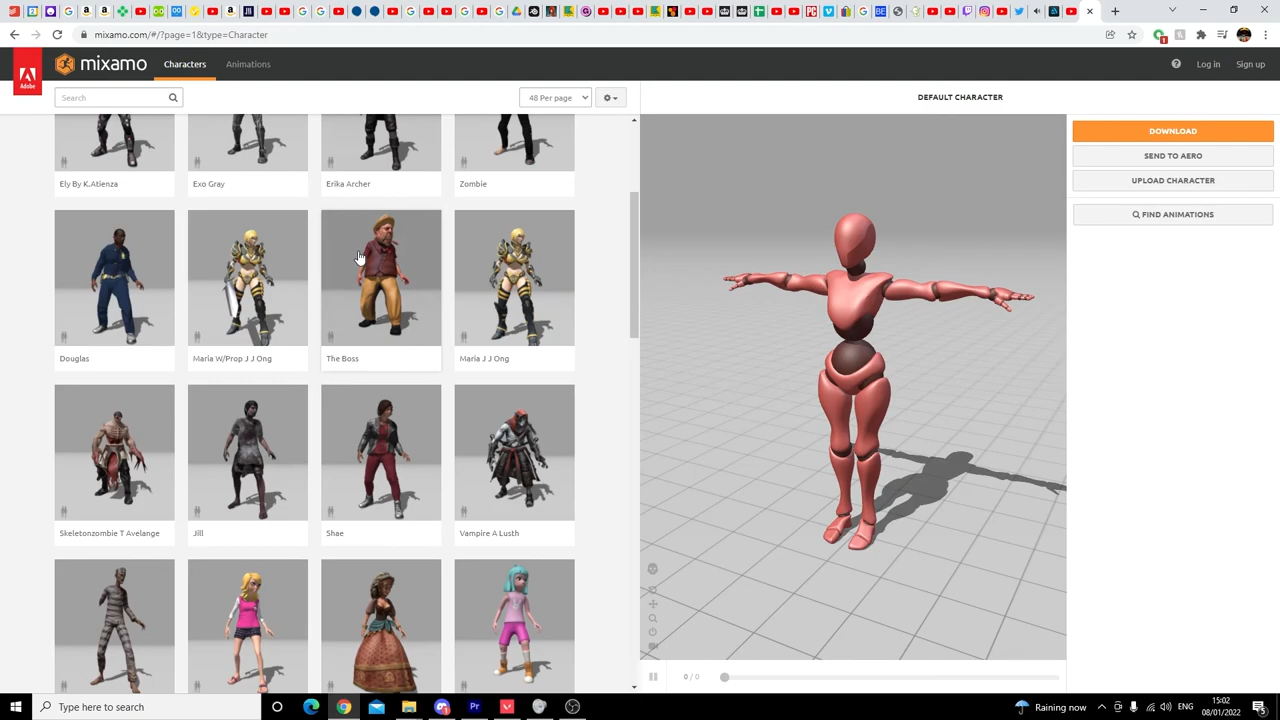 mixamo.com/#/?page=1&type=Character
Adobe
mixamo
Characters
Animations
Log in
Sign up
Search
48 Per page
DEFAULT CHARACTER
DOWNLOAD
SEND TO AERO
UPLOAD CHARACTER
FIND ANIMATIONS
Ely By K.Atienza
Exo Gray
Erika Archer
Zombie
Douglas
Maria W/Prop J J Ong
The Boss
Maria J J Ong
Skeletonzombie T Avelange
Jill
Shae
Vampire A Lusth
0 / 0
Type here to search
Raining now
ENG
15:02
08/01/2022